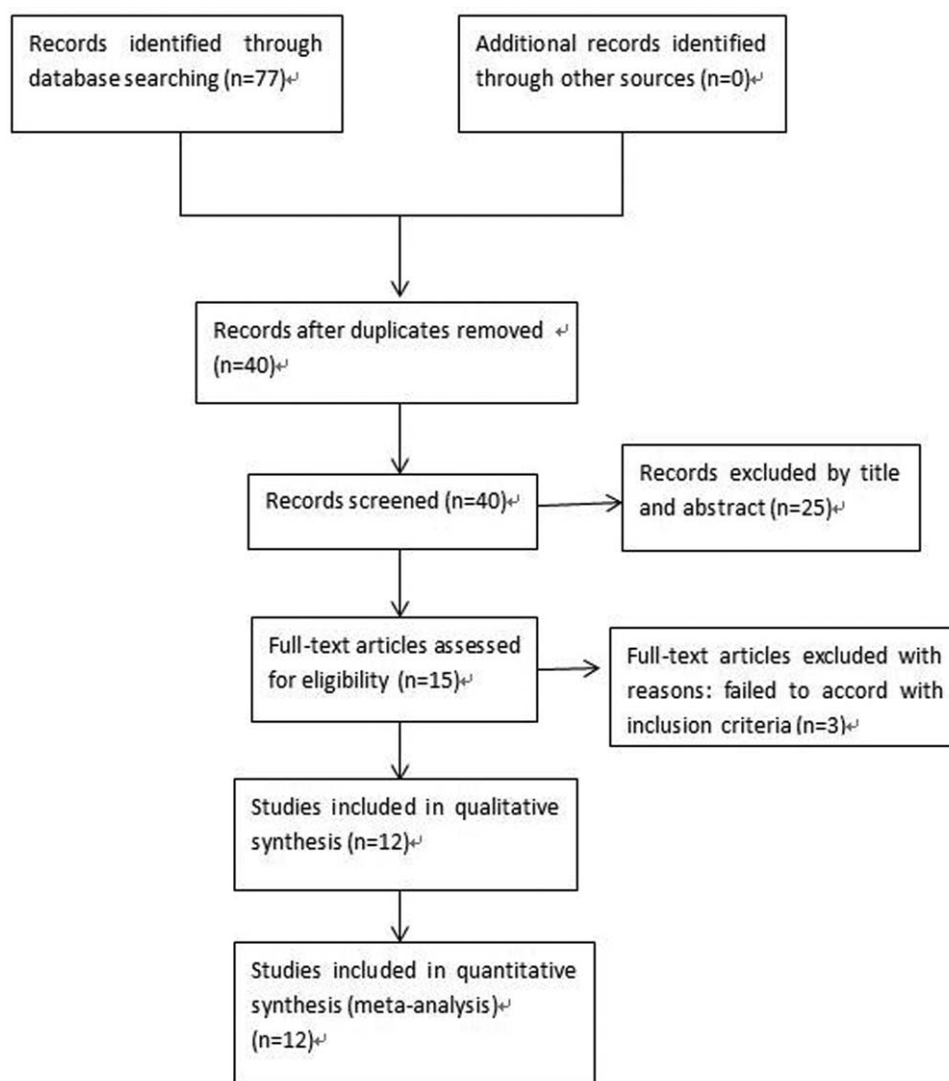 Records identified through
database searching (n=77)↵
Additional records identified
through other sources (n=0)↵
Records after duplicates removed ↵
(n=40)↵
Records screened (n=40)↵
Records excluded by title
and abstract (n=25)↵
Full-text articles assessed
for eligibility (n=15)↵
Full-text articles excluded with
reasons: failed to accord with
inclusion criteria (n=3)↵
Studies included in qualitative
synthesis (n=12)↵
Studies included in quantitative
synthesis (meta-analysis)↵
(n=12)↵